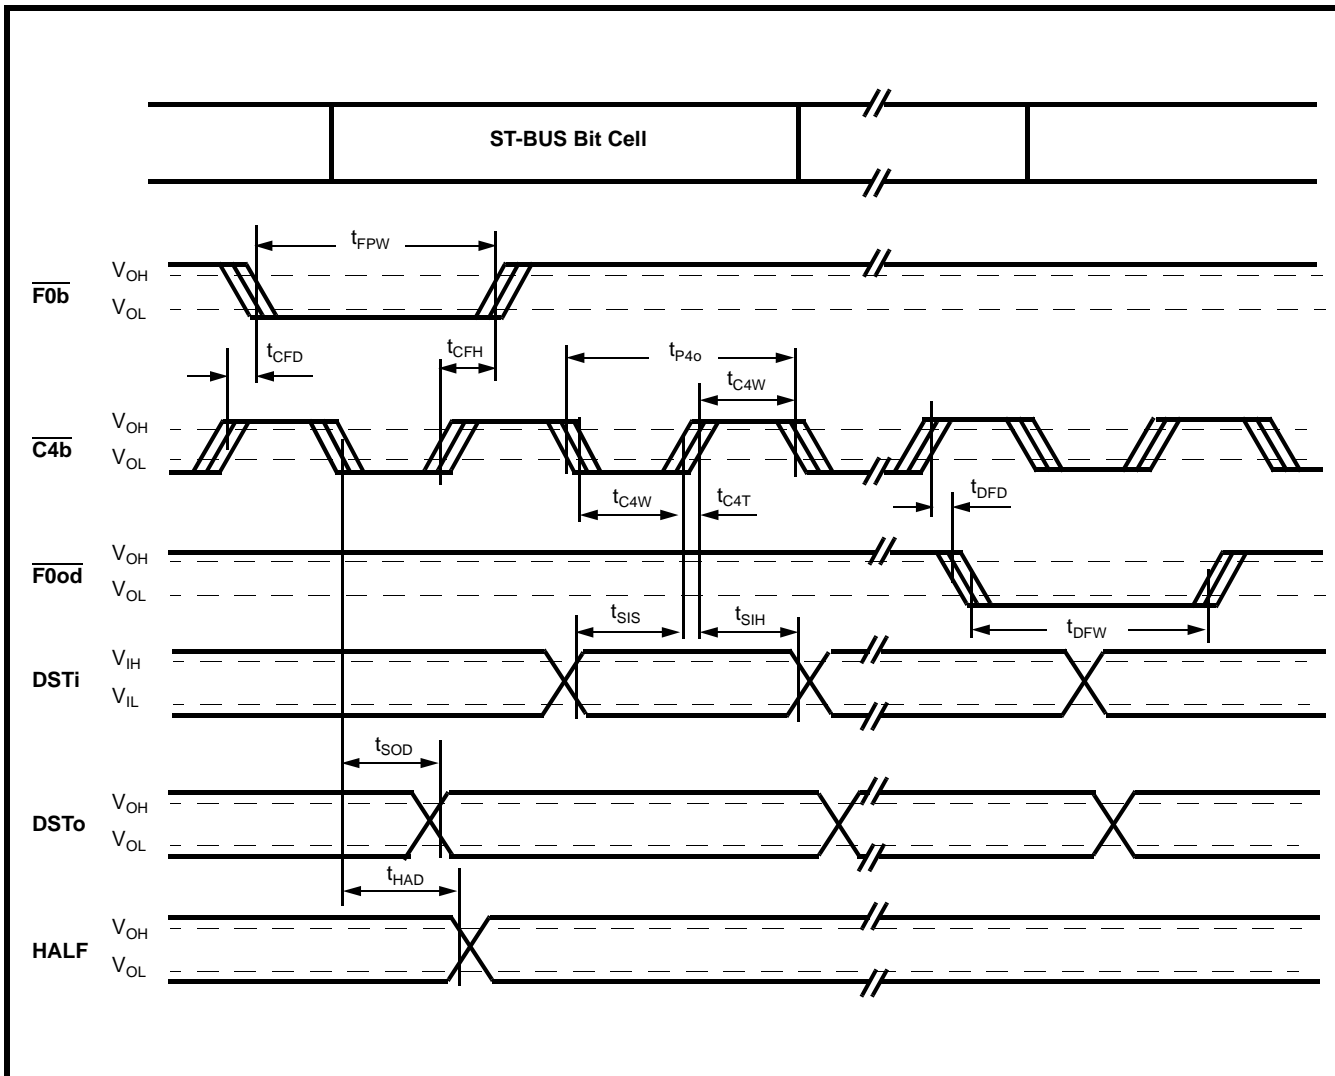 ST-BUS Bit Cell
tFPW
VOH
F0b
VOL
tCFD
tCFH
tP4o
tC4W
VOH
C4b
VOL
tC4W
tC4T
tDFD
VOH
F0od
VOL
tSIS
tSIH
tDFW
VIH
DSTi
VIL
tSOD
VOH
DSTo
VOL
tHAD
VOH
HALF
VOL